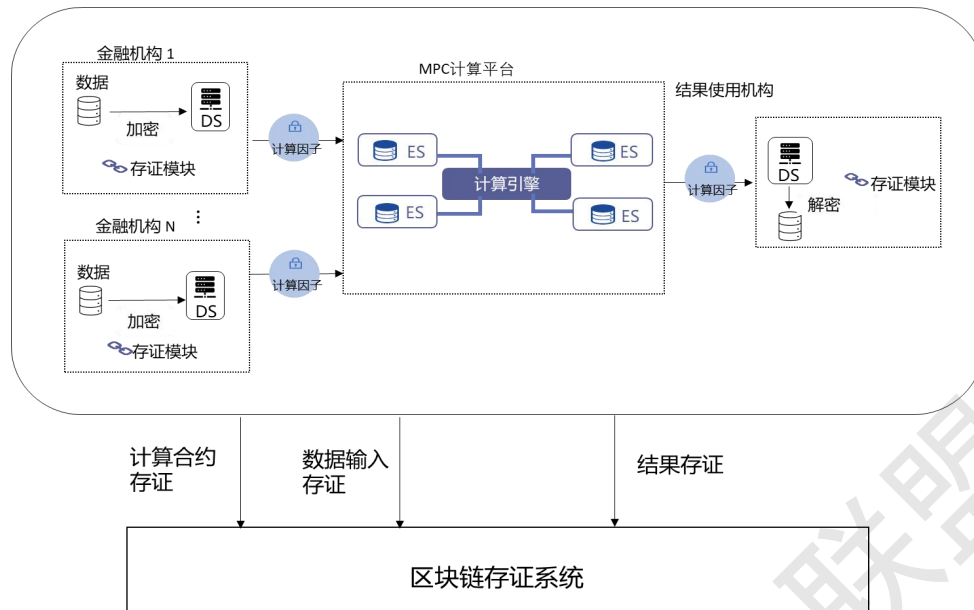 金融机构 1
数据
加密
DS
存证模块
计算因子
⋮
金融机构 N
数据
加密
DS
存证模块
计算因子
MPC计算平台
ES
ES
计算引擎
ES
ES
计算因子
结果使用机构
DS
解密
存证模块
计算合约
存证
数据输入
存证
结果存证
区块链存证系统
联盟